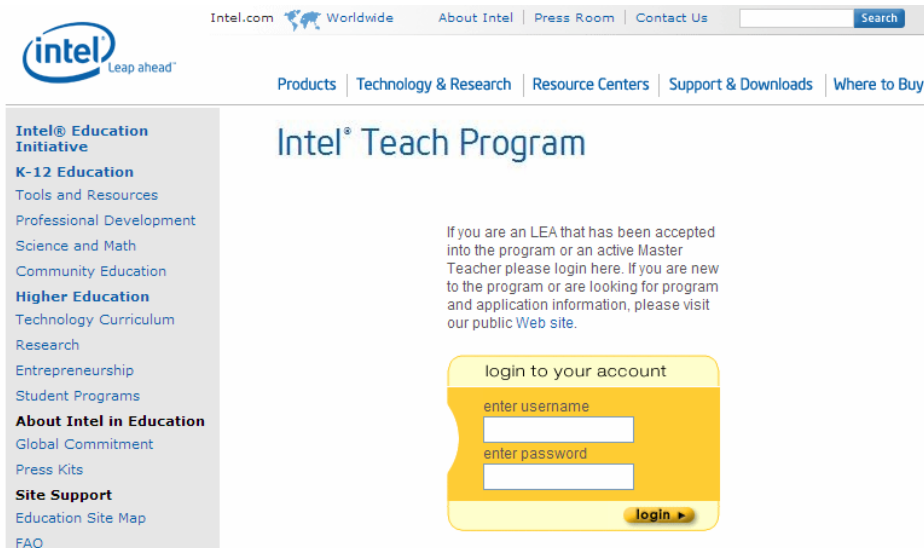 Intel.com Worldwide About Intel Press Room Contact Us Search
intel
Leap ahead™
Products Technology & Research Resource Centers Support & Downloads Where to Buy
Intel® Education
Initiative
K-12 Education
Tools and Resources
Professional Development
Science and Math
Community Education
Higher Education
Technology Curriculum
Research
Entrepreneurship
Student Programs
About Intel in Education
Global Commitment
Press Kits
Site Support
Education Site Map
FAQ
Intel® Teach Program
If you are an LEA that has been accepted
into the program or an active Master
Teacher please login here. If you are new
to the program or are looking for program
and application information, please visit
our public Web site.
login to your account
enter username
enter password
login